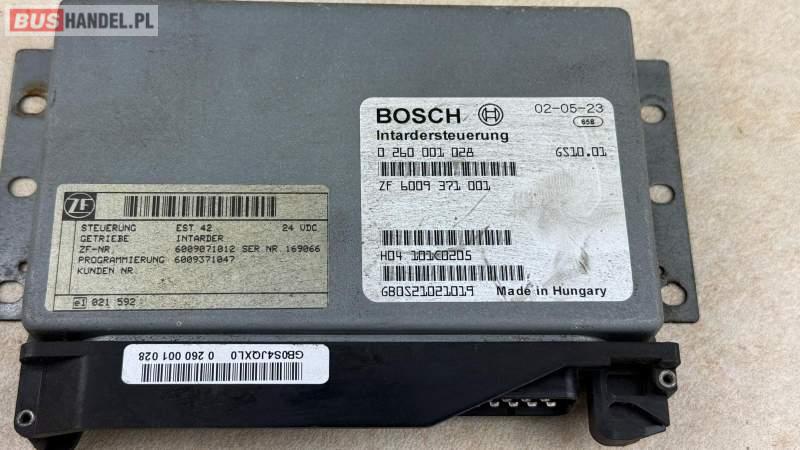 BUSHANDEL.PL
BOSCH
02-05-23
658
Intardersteuerung
0 260 001 028
GS10.01
ZF 6009 371 001
H04 101C0205
GB0S21021019
Made in Hungary
ZF
STEUERUNG EST 42 24 VDC
GETRIEBE INTARDER
ZF-NR. 6009071012 SER NR 169066
PROGRAMMIERUNG 6009371047
KUNDEN NR
e1 021 592
GB0S4JQXL0 0 260 001 028